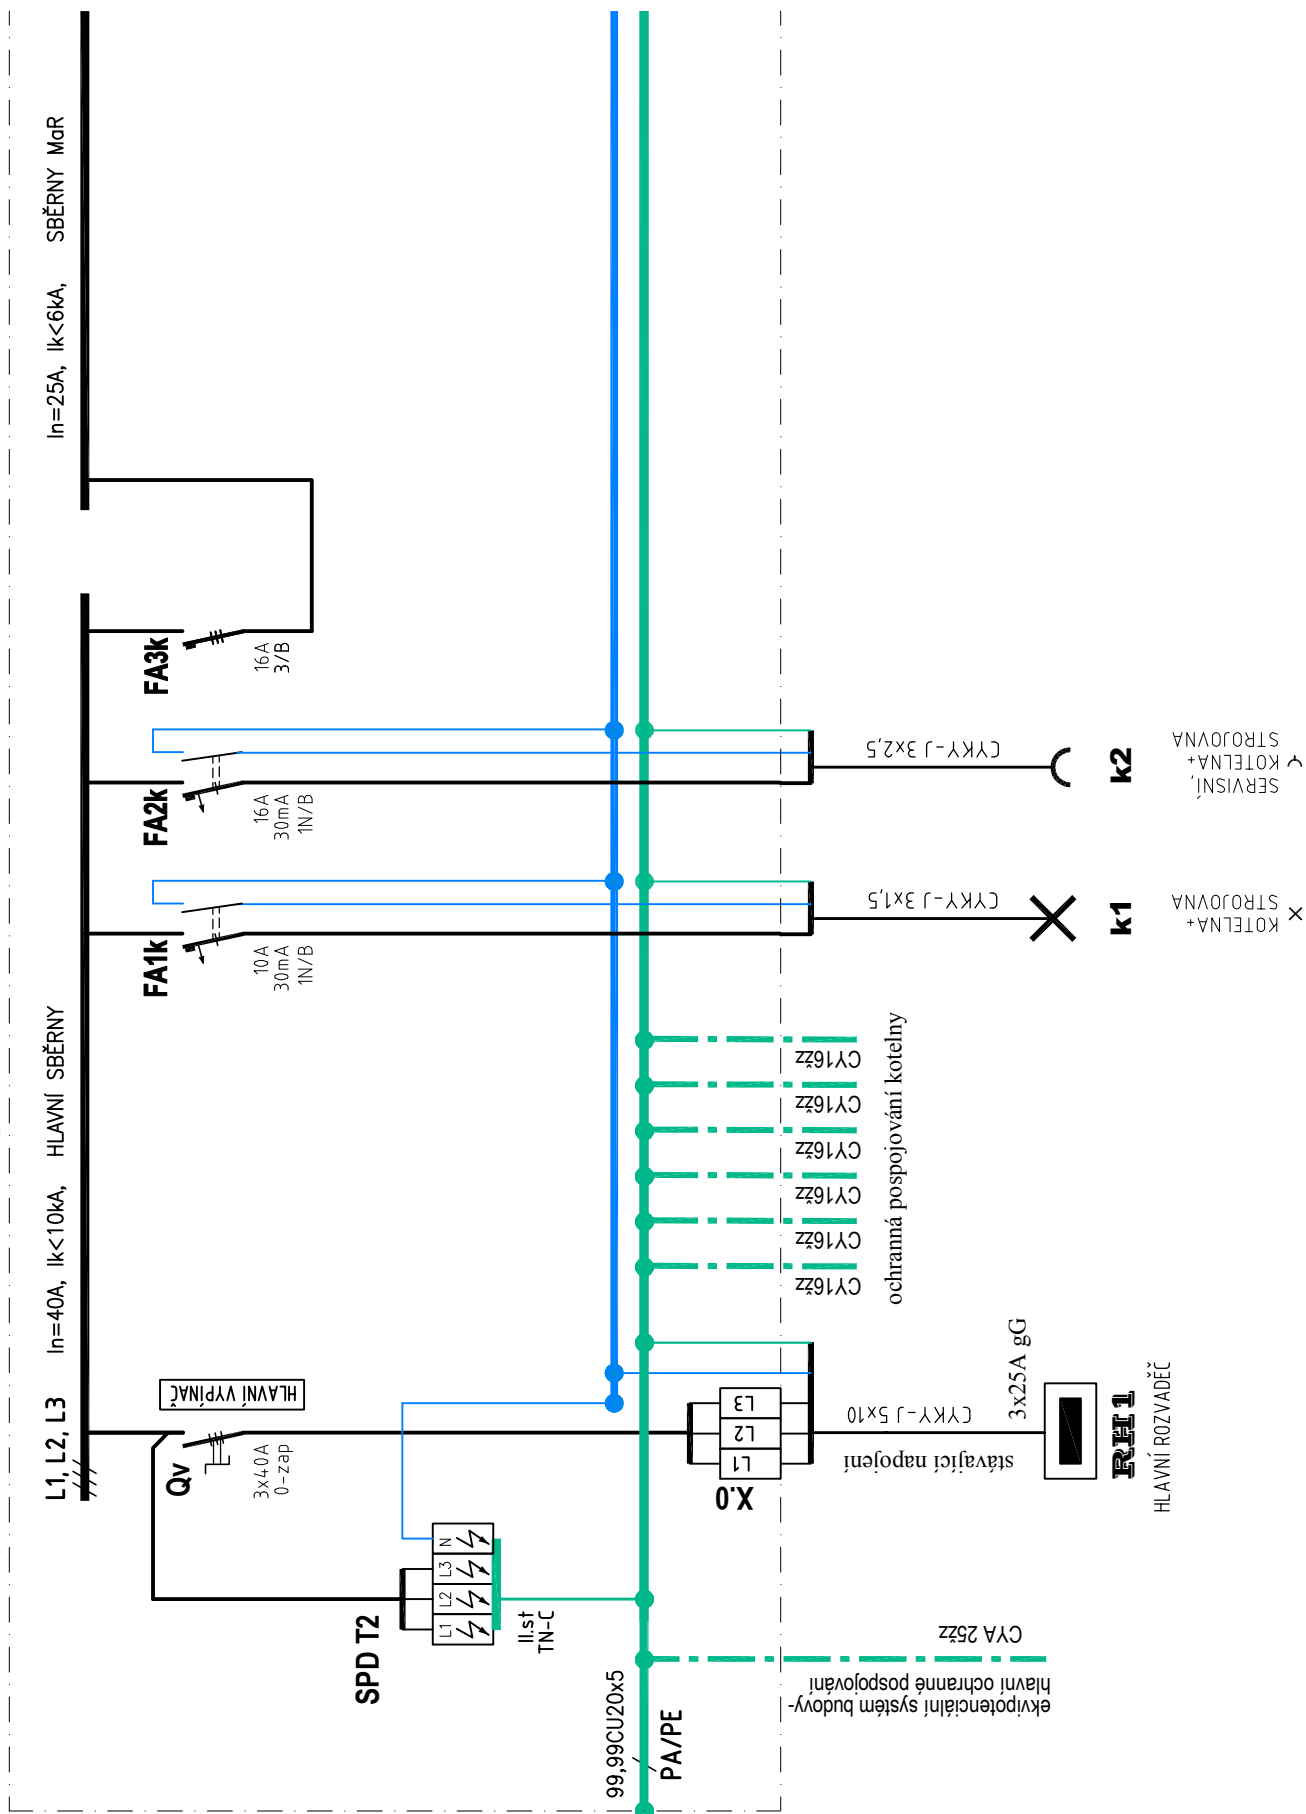 L1, L2, L3
In=40A, Ik<10kA, HLAVNÍ SBĚRNY
In=25A, Ik<6kA, SBĚRNY MaR
HLAVNÍ VYPÍNAČ
Qv
3x40A
0-zap
FA1k
10A
30mA
1N/B
FA2k
16A
30mA
1N/B
FA3k
16A
3/B
SPD T2
L1
L2
L3
N
II.st
TN-C
99,99CU20x5
PA/PE
X.0
L1
L2
L3
CY16žz
CY16žz
CY16žz
CY16žz
CY16žz
CY16žz
ochranná pospojování kotelny
ekvipotenciální systém budovy-
hlavní ochranné pospojování
CYA 25žz
stávající napojení
CYKY-J 5x10
3x25A gG
RH1
HLAVNÍ ROZVADĚČ
CYKY-J 3x1,5
k1
KOTELNA+
STROJOVNA
CYKY-J 3x2,5
k2
SERVISNÍ,
KOTELNA+
STROJOVNA